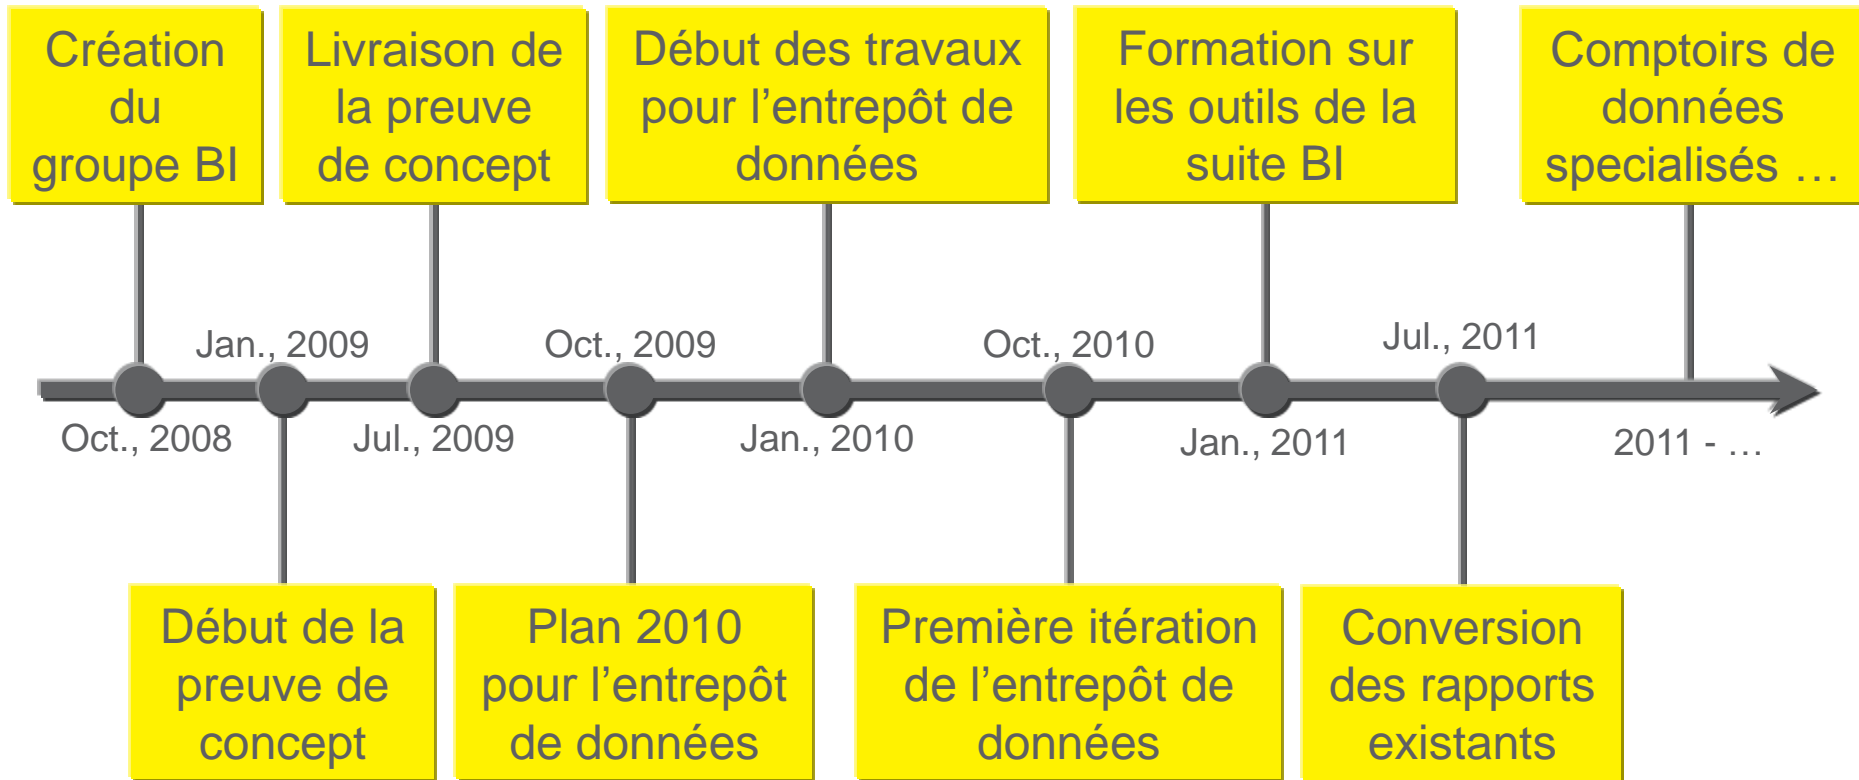 Création
du
groupe BI
Livraison de
la preuve
de concept
Début des travaux
pour l’entrepôt de
données
Formation sur
les outils de la
suite BI
Comptoirs de
données
specialisés …
Jan., 2009
Oct., 2009
Oct., 2010
Jul., 2011
Oct., 2008
Jul., 2009
Jan., 2010
Jan., 2011
2011 - …
Début de la
preuve de
concept
Plan 2010
pour l’entrepôt
de données
Première itération
de l’entrepôt de
données
Conversion
des rapports
existants